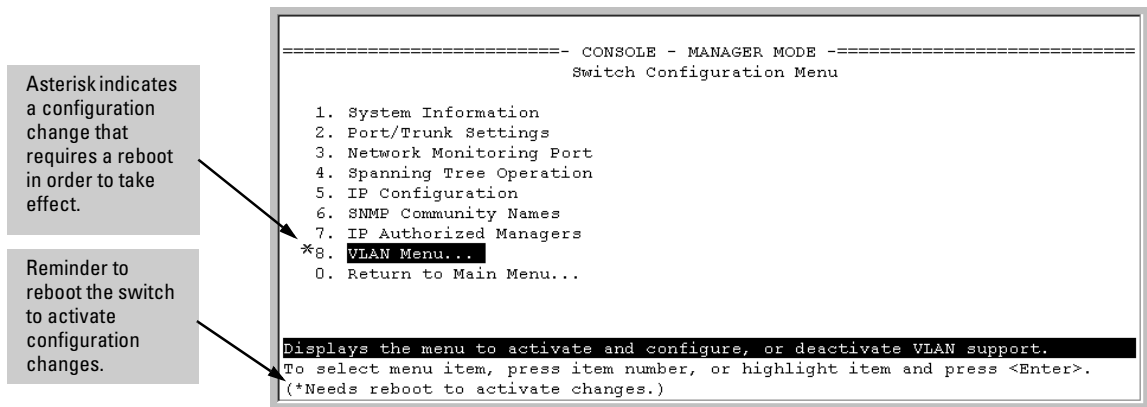 ==========================- CONSOLE - MANAGER MODE -============================
Switch Configuration Menu
1. System Information
2. Port/Trunk Settings
3. Network Monitoring Port
4. Spanning Tree Operation
5. IP Configuration
6. SNMP Community Names
7. IP Authorized Managers
*8. VLAN Menu...
0. Return to Main Menu...
Displays the menu to activate and configure, or deactivate VLAN support.
To select menu item, press item number, or highlight item and press <Enter>.
(*Needs reboot to activate changes.)
Asterisk indicates
a configuration
change that
requires a reboot
in order to take
effect.
Reminder to
reboot the switch
to activate
configuration
changes.